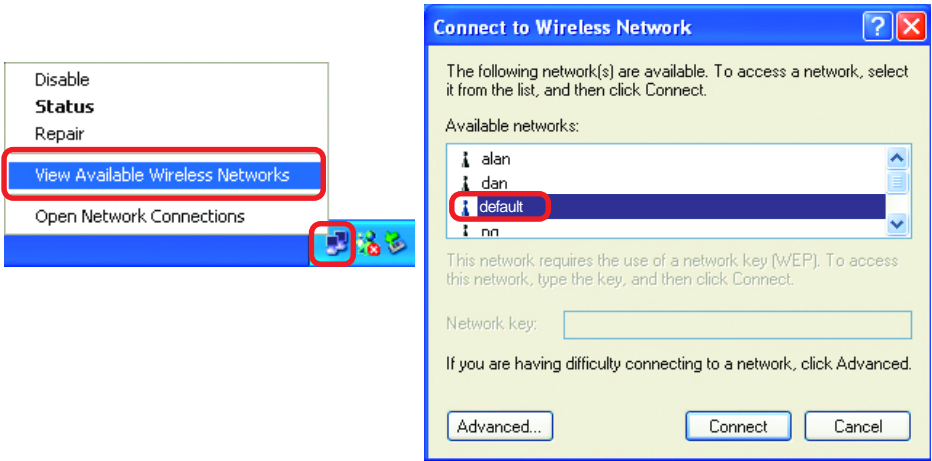 Disable
Status
Repair
View Available Wireless Networks
Open Network Connections
Connect to Wireless Network
The following network(s) are available. To access a network, select
it from the list, and then click Connect.
Available networks:
alan
dan
default
This network requires the use of a network key (WEP). To access
this network, type the key, and then click Connect.
Network key:
If you are having difficulty connecting to a network, click Advanced.
Advanced...
Connect
Cancel